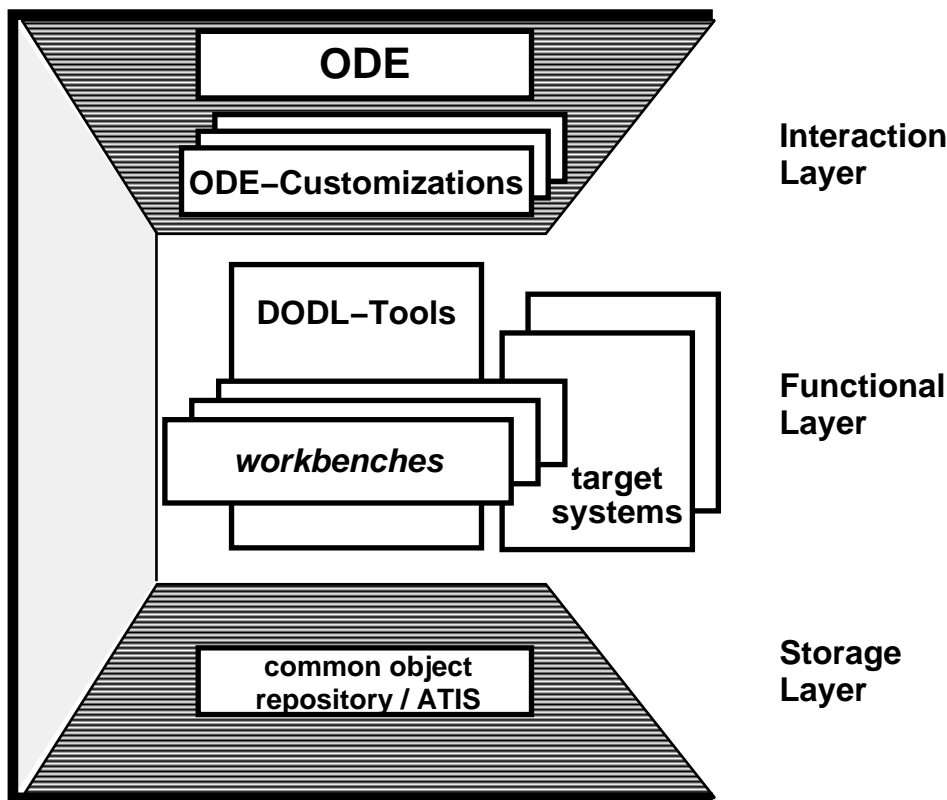 ODE
ODE–Customizations
Interaction
Layer
DODL–Tools
workbenches
target
systems
Functional
Layer
common object
repository / ATIS
Storage
Layer